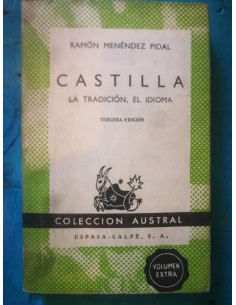 RAMÓN MENÉNDEZ PIDAL
CASTILLA
LA TRADICIÓN, EL IDIOMA
TERCERA EDICIÓN
COLECCION AUSTRAL
ESPASA-CALPE, S. A.
VOLUMEN
EXTRA